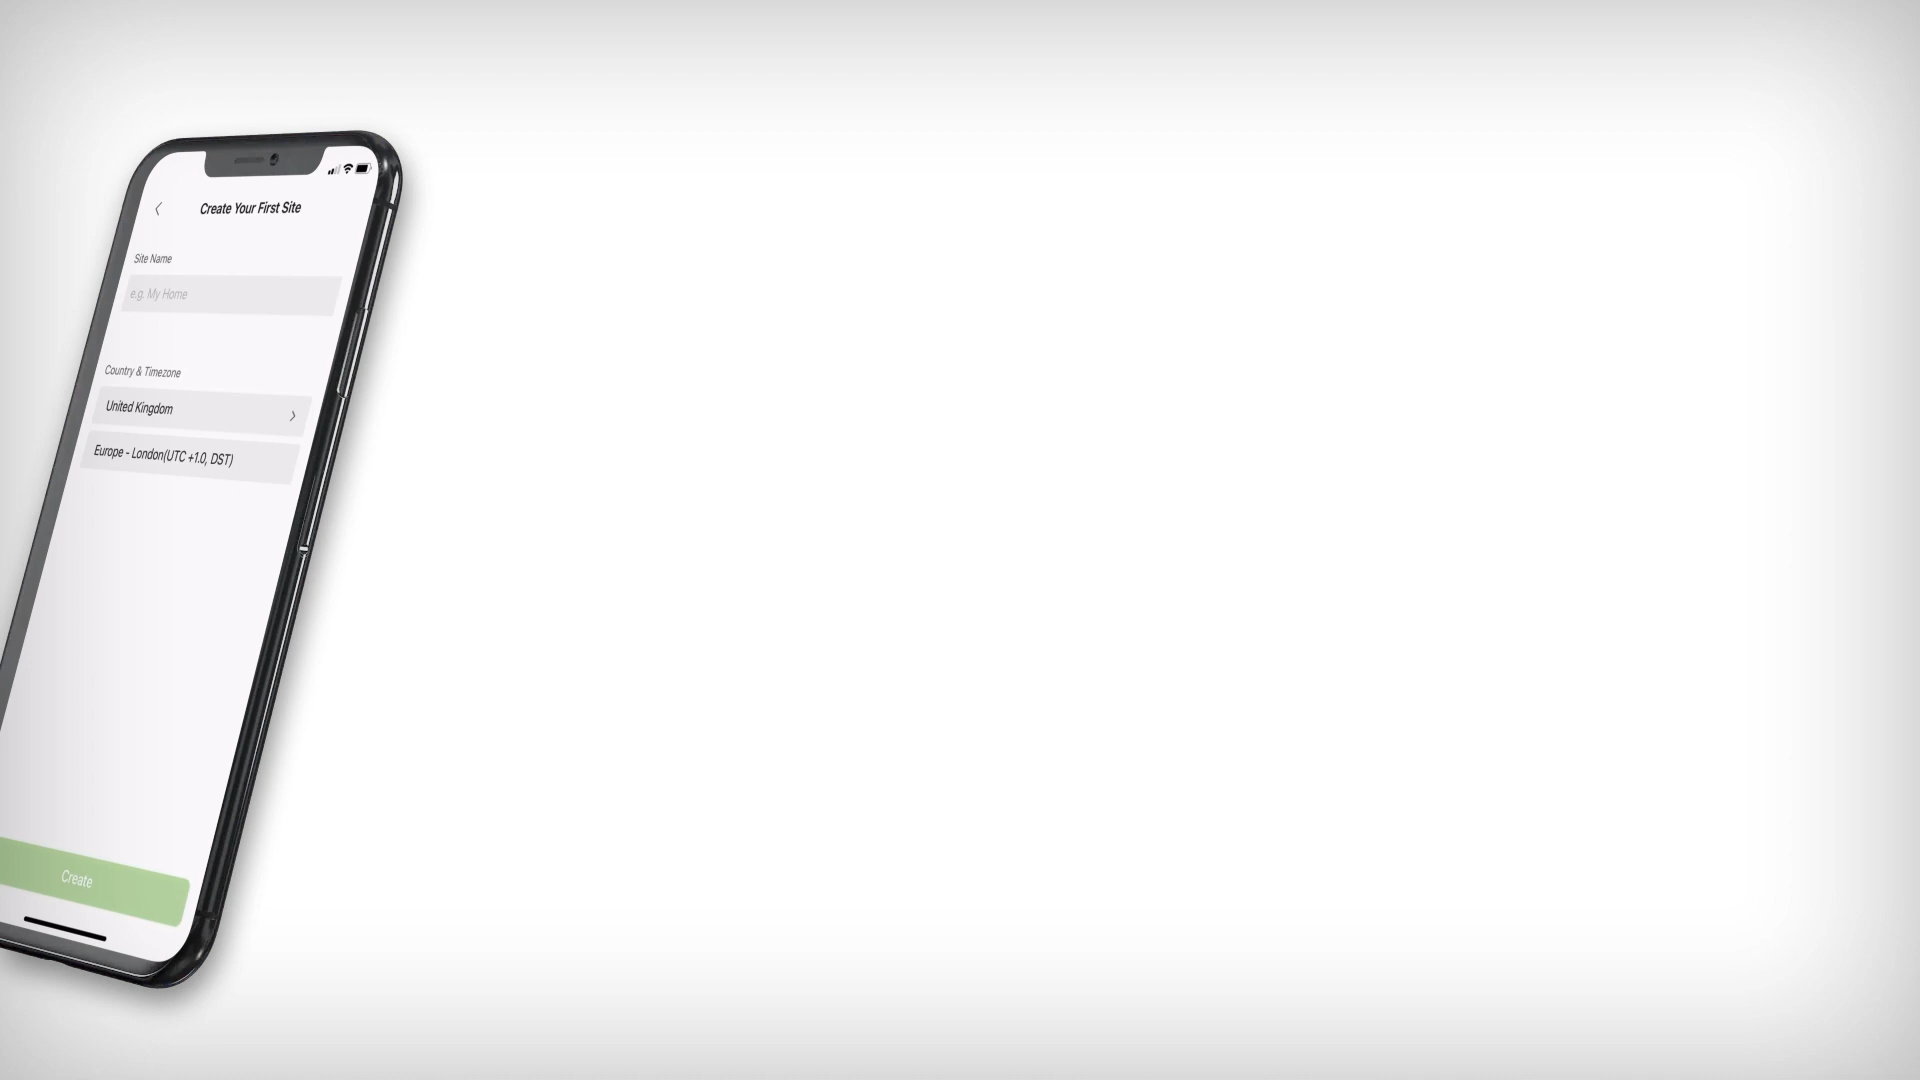 Create Your First Site
Site Name
e.g. My Home
Country & Timezone
United Kingdom
Europe - London(UTC +1.0, DST)
Create